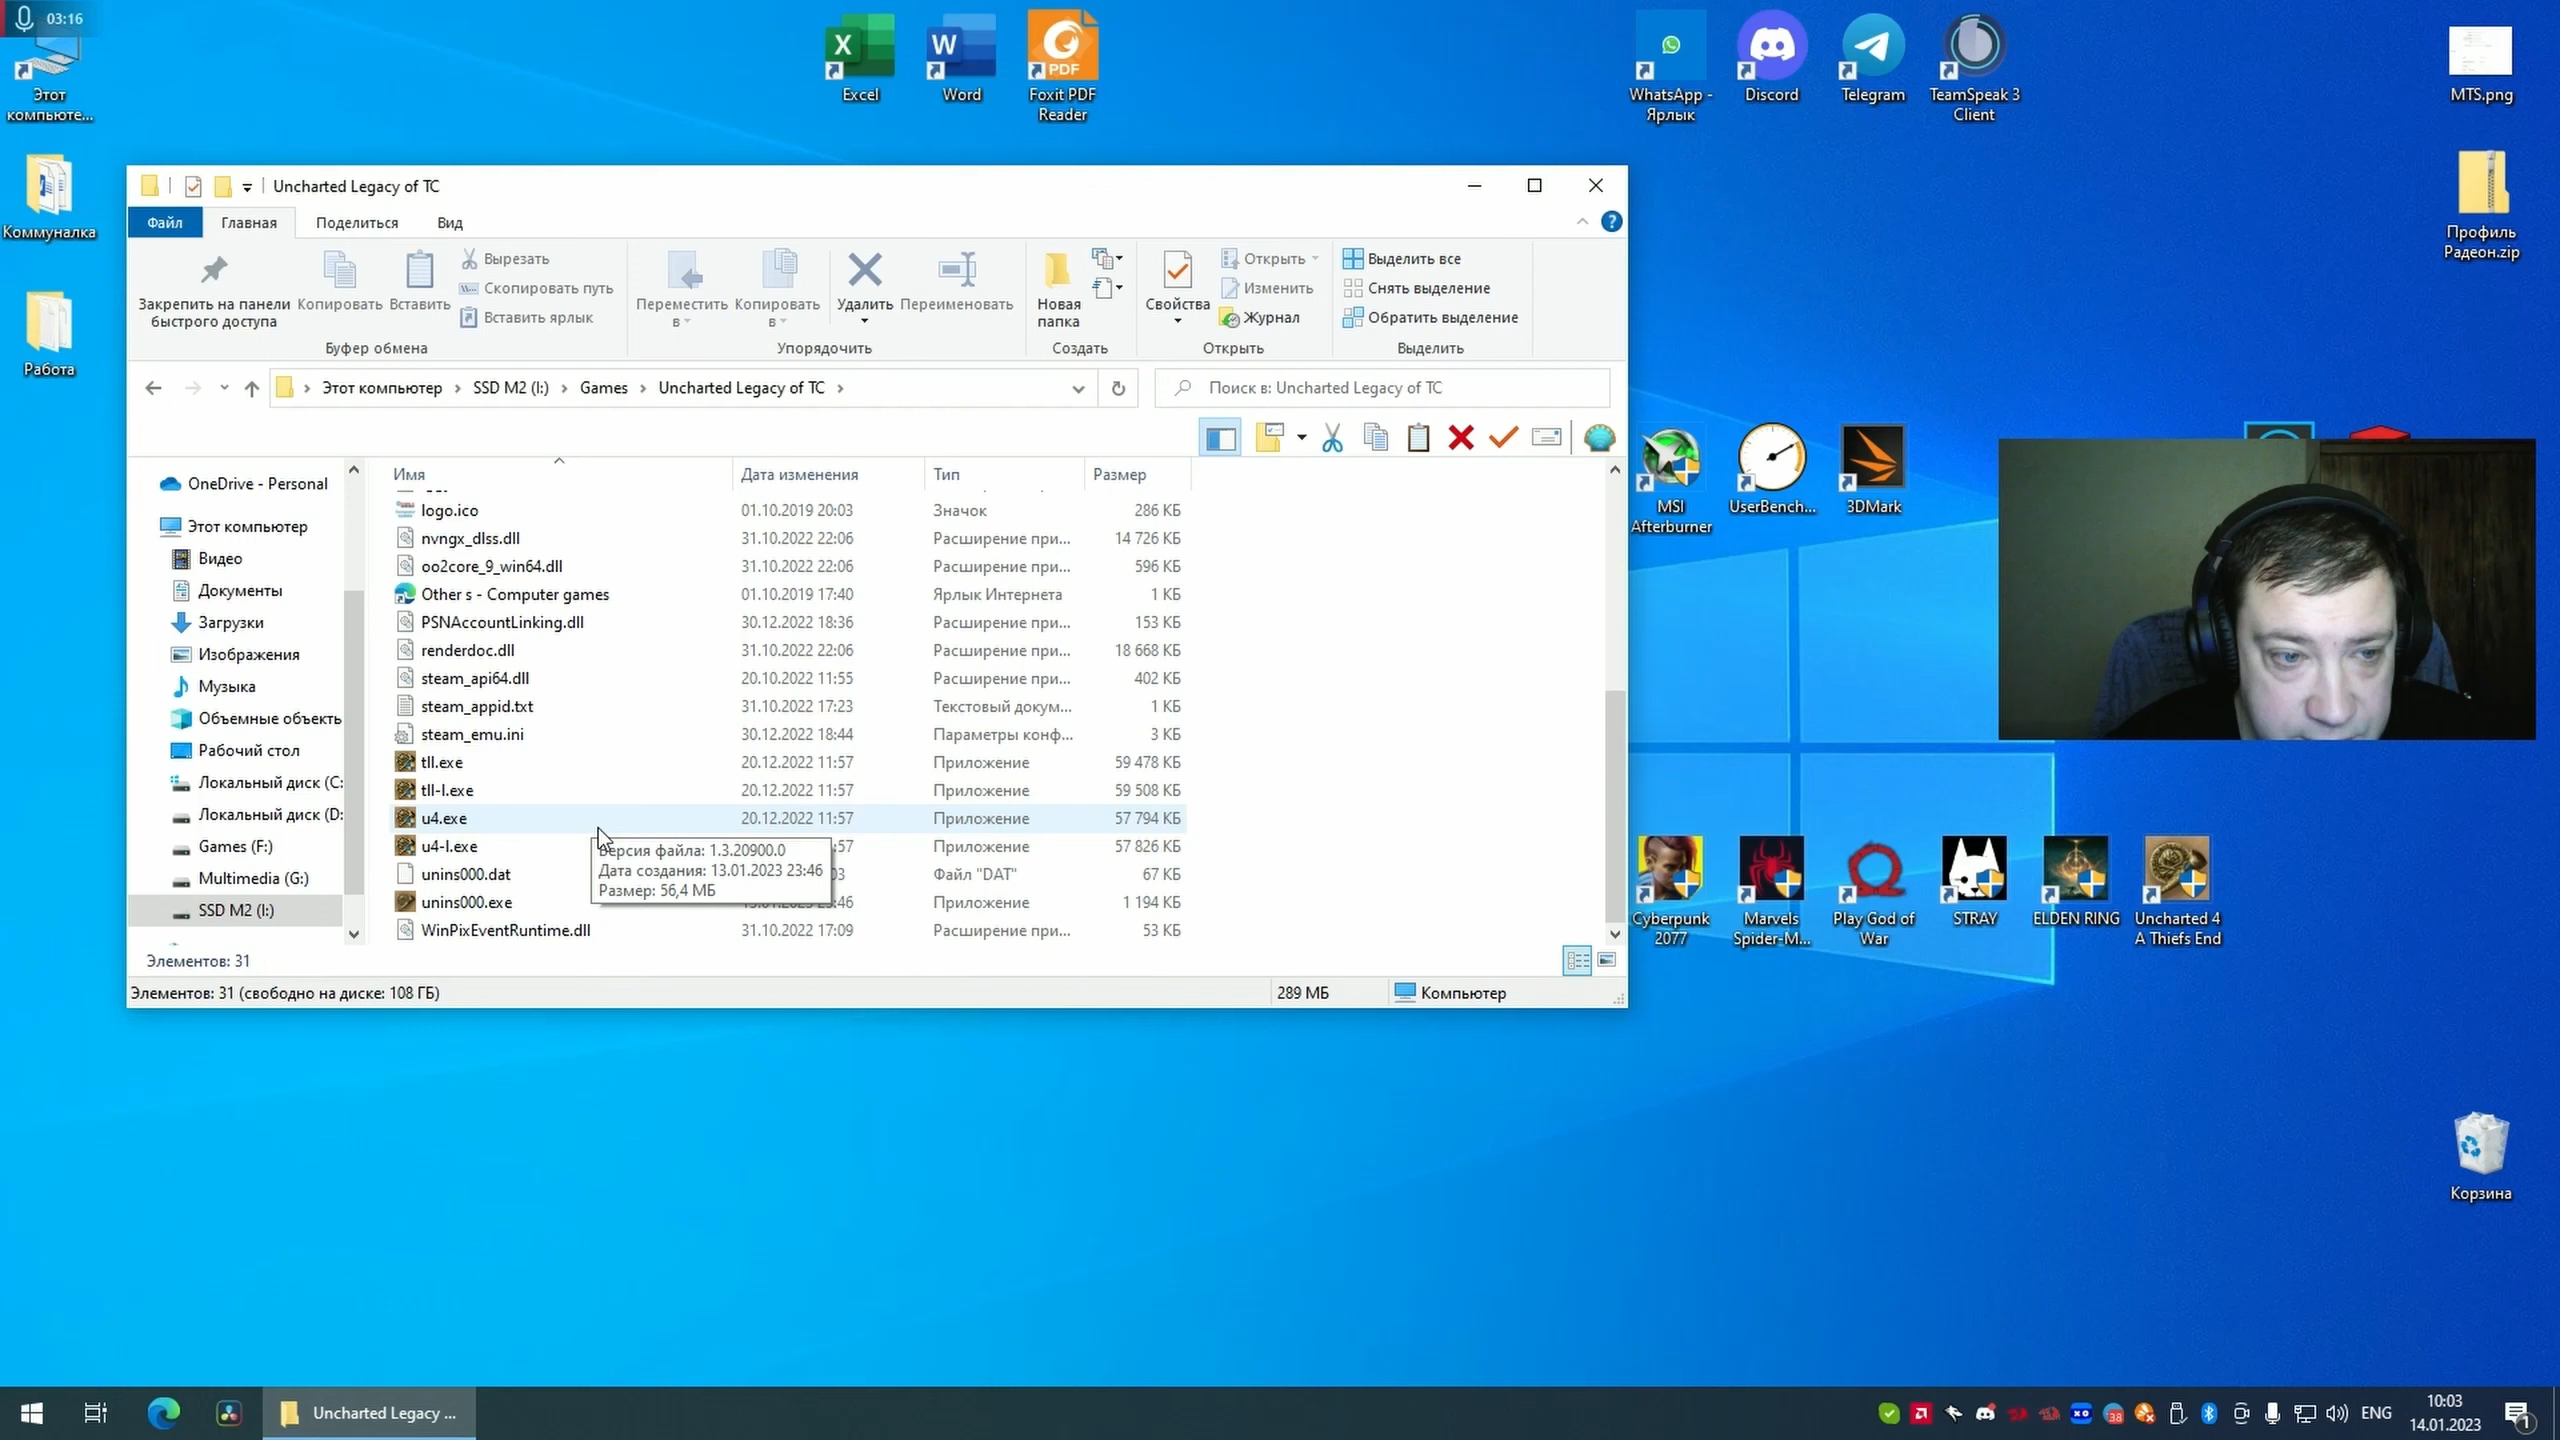 03:16
Этот
компьюте...
Excel
Word
PDF
Foxit PDF
Reader
WhatsApp -
Ярлык
Discord
Telegram
TeamSpeak 3
Client
MTS.png
Коммуналка
Профиль
Радеон.zip
Работа
Uncharted Legacy of TC
Файл
Главная
Поделиться
Вид
Закрепить на панели
быстрого доступа
Копировать
Вставить
Вырезать
Скопировать путь
Вставить ярлык
Буфер обмена
Переместить
в
Копировать
в
Удалить
Переименовать
Упорядочить
Новая
папка
Создать
Свойства
Открыть
Изменить
Журнал
Открыть
Выделить все
Снять выделение
Обратить выделение
Выделить
Этот компьютер › SSD M2 (I:) › Games › Uncharted Legacy of TC ›
Поиск в: Uncharted Legacy of TC
OneDrive - Personal
Этот компьютер
Видео
Документы
Загрузки
Изображения
Музыка
Объемные объекть
Рабочий стол
Локальный диск (C:
Локальный диск (D:
Games (F:)
Multimedia (G:)
SSD M2 (I:)
Имя Дата изменения Тип Размер
logo.ico 01.10.2019 20:03 Значок 286 КБ
nvngx_dlss.dll 31.10.2022 22:06 Расширение при... 14 726 КБ
oo2core_9_win64.dll 31.10.2022 22:06 Расширение при... 596 КБ
Other s - Computer games 01.10.2019 17:40 Ярлык Интернета 1 КБ
PSNAccountLinking.dll 30.12.2022 18:36 Расширение при... 153 КБ
renderdoc.dll 31.10.2022 22:06 Расширение при... 18 668 КБ
steam_api64.dll 20.10.2022 11:55 Расширение при... 402 КБ
steam_appid.txt 31.10.2022 17:23 Текстовый докум... 1 КБ
steam_emu.ini 30.12.2022 18:44 Параметры конф... 3 КБ
tll.exe 20.12.2022 11:57 Приложение 59 478 КБ
tll-l.exe 20.12.2022 11:57 Приложение 59 508 КБ
u4.exe 20.12.2022 11:57 Приложение 57 794 КБ
u4-l.exe :57 Приложение 57 826 КБ
unins000.dat 03 Файл "DAT" 67 КБ
unins000.exe 13.01.2023 23:46 Приложение 1 194 КБ
WinPixEventRuntime.dll 31.10.2022 17:09 Расширение при... 53 КБ
Версия файла: 1.3.20900.0
Дата создания: 13.01.2023 23:46
Размер: 56,4 МБ
Элементов: 31
Элементов: 31 (свободно на диске: 108 ГБ)
289 МБ
Компьютер
MSI
Afterburner
UserBench...
3DMark
Cyberpunk
2077
Marvels
Spider-M...
Play God of
War
STRAY
ELDEN RING
Uncharted 4
A Thiefs End
Корзина
Uncharted Legacy ...
38
ENG
10:03
14.01.2023
1